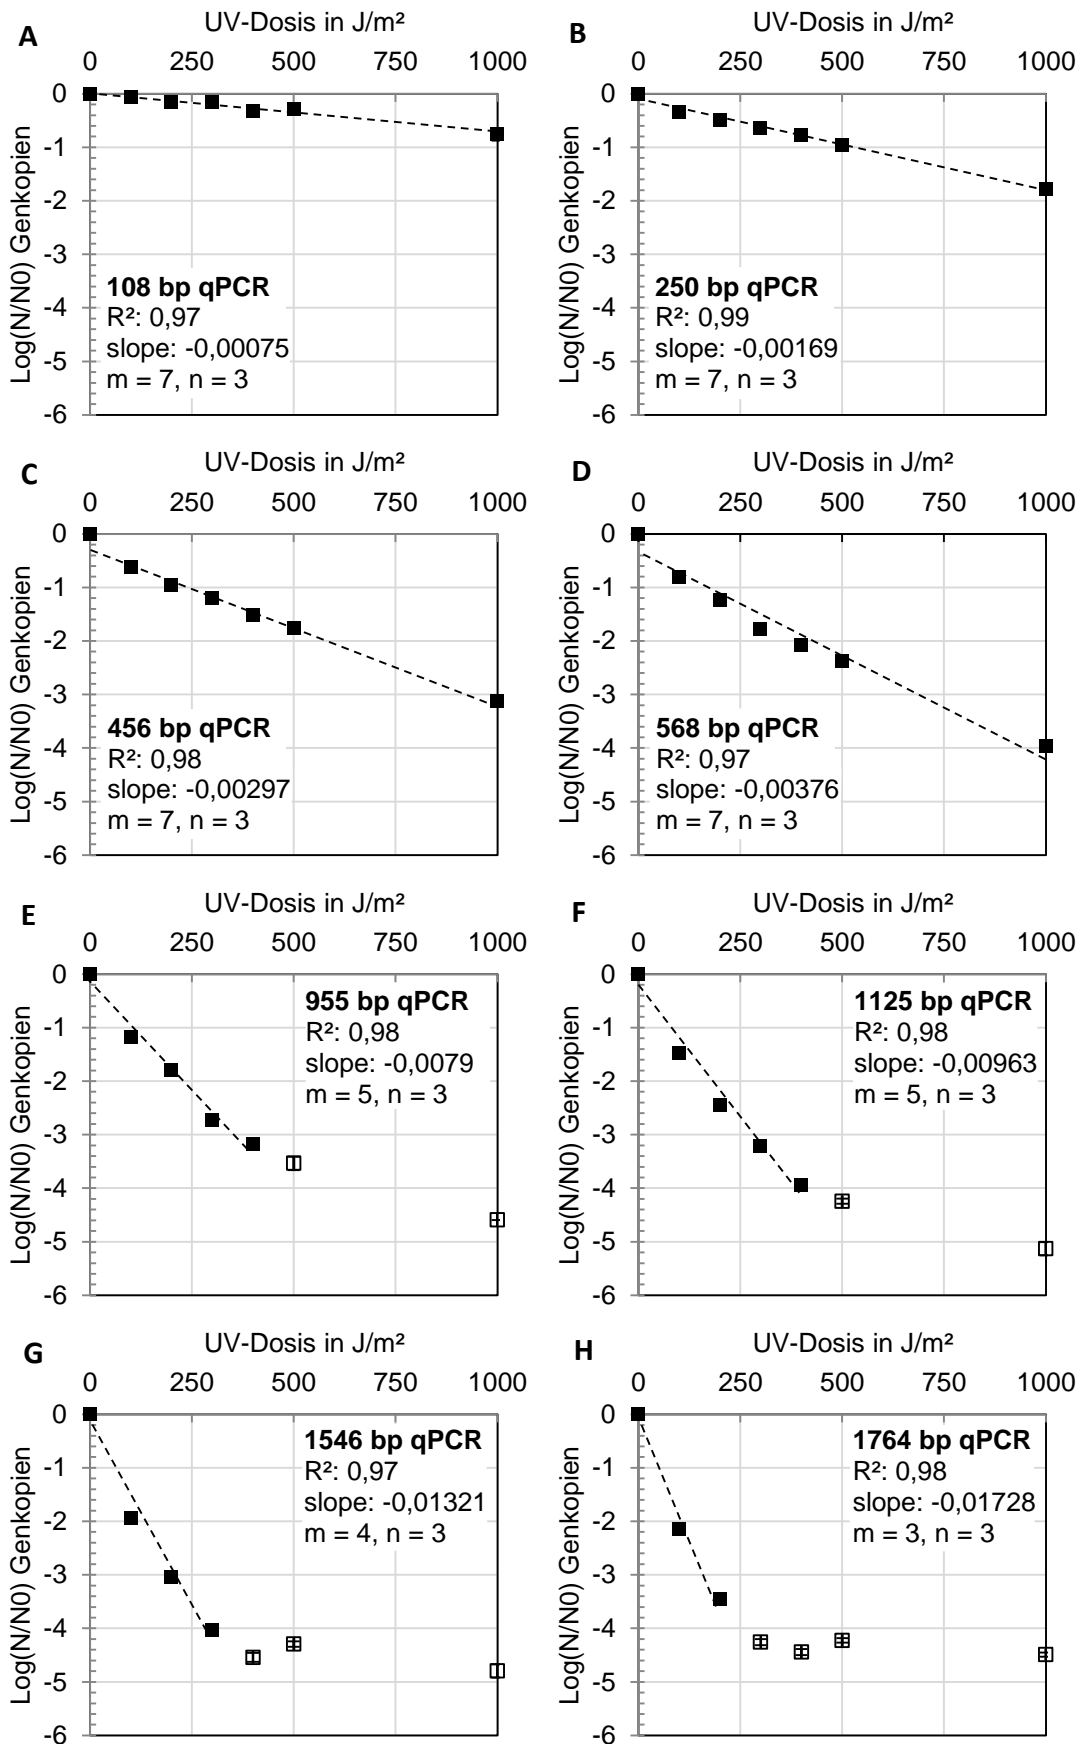 A
UV-Dosis in J/m²
0 250 500 1000
Log(N/N0) Genkopien
0
-1
-2
-3
-4
-5
-6
108 bp qPCR
R²: 0,97
slope: -0,00075
m = 7, n = 3
B
UV-Dosis in J/m²
0 250 500 750 1000
Log(N/N0) Genkopien
0
-1
-2
-3
-4
-5
-6
250 bp qPCR
R²: 0,99
slope: -0,00169
m = 7, n = 3
C
UV-Dosis in J/m²
0 250 500 750 1000
Log(N/N0) Genkopien
0
-1
-2
-3
-4
-5
-6
456 bp qPCR
R²: 0,98
slope: -0,00297
m = 7, n = 3
D
UV-Dosis in J/m²
0 250 500 750 1000
Log(N/N0) Genkopien
0
-1
-2
-3
-4
-5
-6
568 bp qPCR
R²: 0,97
slope: -0,00376
m = 7, n = 3
E
UV-Dosis in J/m²
0 250 500 750 1000
Log(N/N0) Genkopien
0
-1
-2
-3
-4
-5
-6
955 bp qPCR
R²: 0,98
slope: -0,0079
m = 5, n = 3
F
UV-Dosis in J/m²
0 250 500 750 1000
Log(N/N0) Genkopien
0
-1
-2
-3
-4
-5
-6
1125 bp qPCR
R²: 0,98
slope: -0,00963
m = 5, n = 3
G
UV-Dosis in J/m²
0 250 500 750 1000
Log(N/N0) Genkopien
0
-1
-2
-3
-4
-5
-6
1546 bp qPCR
R²: 0,97
slope: -0,01321
m = 4, n = 3
H
UV-Dosis in J/m²
0 250 500 750 1000
Log(N/N0) Genkopien
0
-1
-2
-3
-4
-5
-6
1764 bp qPCR
R²: 0,98
slope: -0,01728
m = 3, n = 3